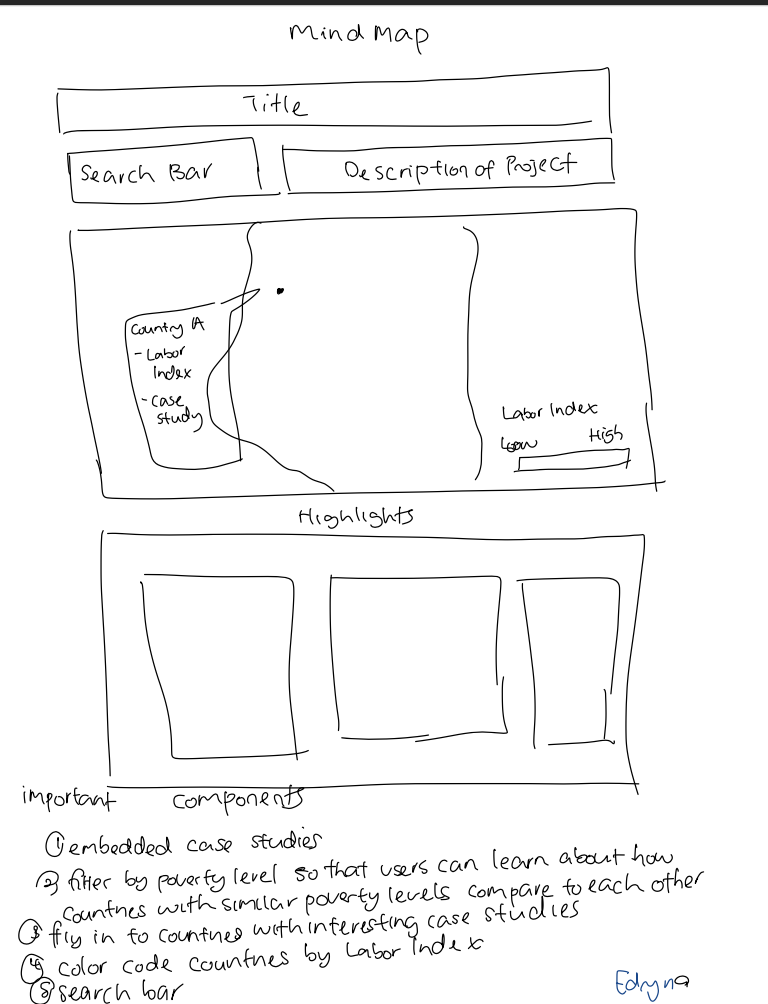 Mind Map
Title
Search Bar
Description of Project
Country A
- Labor
Index
- Case
Study
Labor Index
Low High
Highlights
important components
① embedded case studies
② filter by poverty level so that users can learn about how
countries with similar poverty levels compare to each other
③ fly in to countries with interesting case studies
④ color code countries by Labor Index
⑤ search bar
Edryna